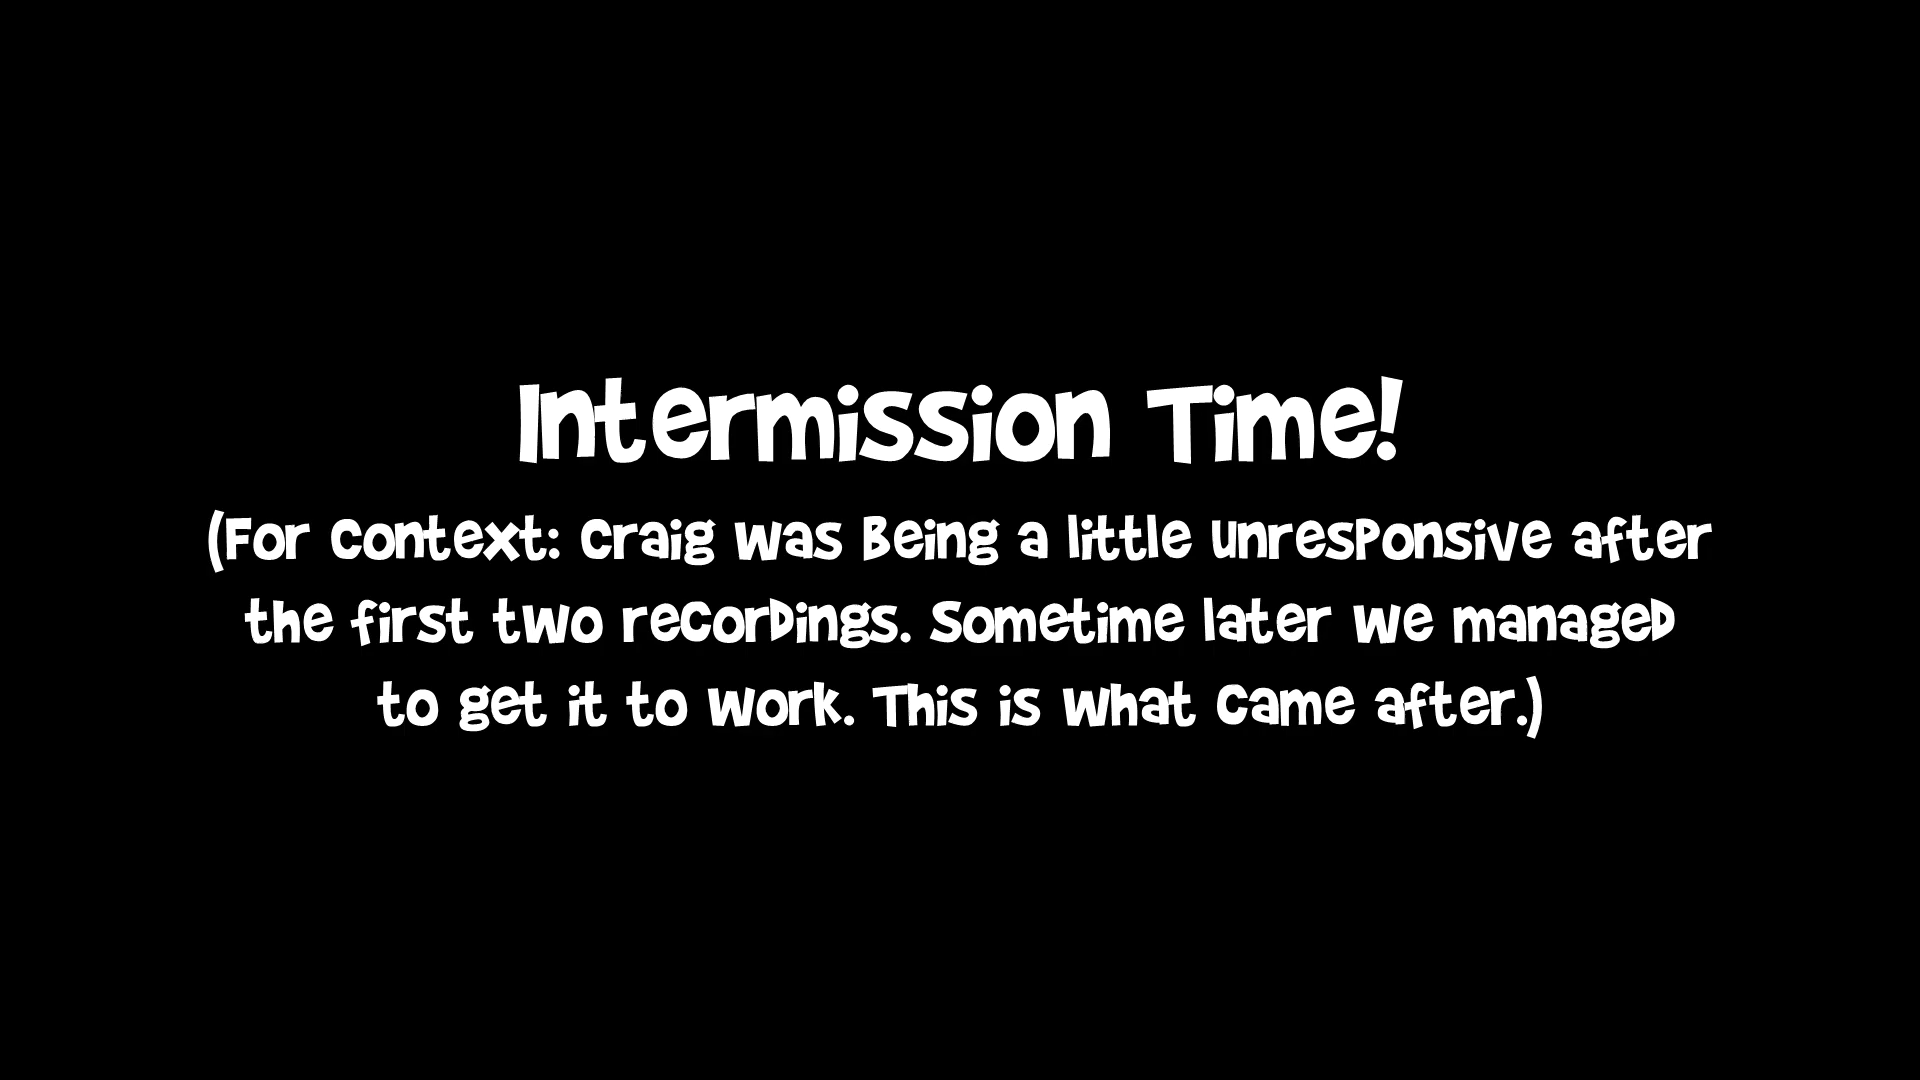 Intermission Time!
(For Context: Craig was Being a little unresponsive after
the first two recordings. Sometime later we managed
to get it to work. This is what came after.)